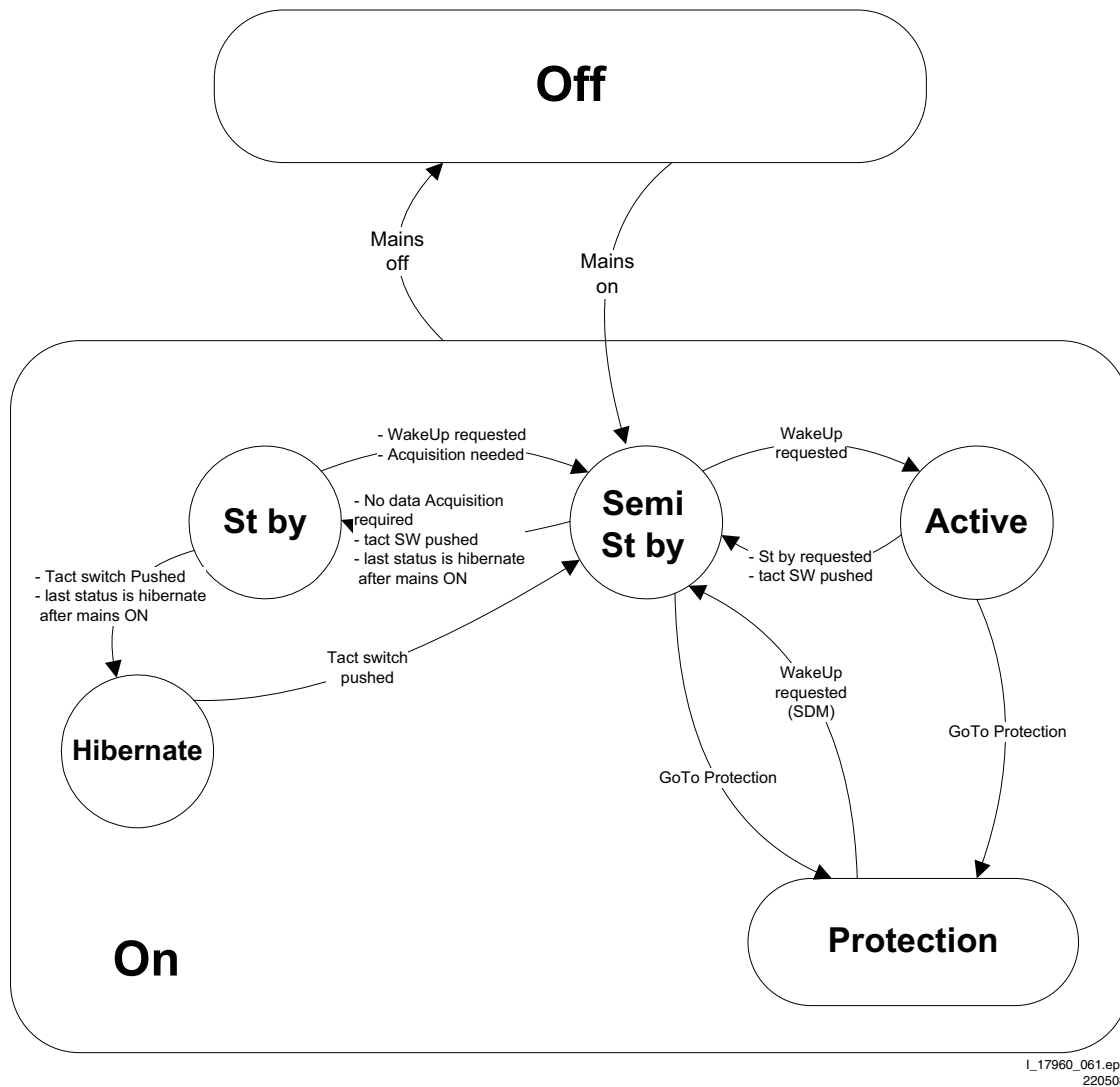 Off
Mains
off
Mains
on
- WakeUp requested
- Acquisition needed
WakeUp
requested
St by
- No data Acquisition
required
- tact SW pushed
- last status is hibernate
after mains ON
Semi
St by
Active
- St by requested
- tact SW pushed
- Tact switch Pushed
- last status is hibernate
after mains ON
Tact switch
pushed
WakeUp
requested
(SDM)
Hibernate
GoTo Protection
GoTo Protection
Protection
On
I_17960_061.ep
22050